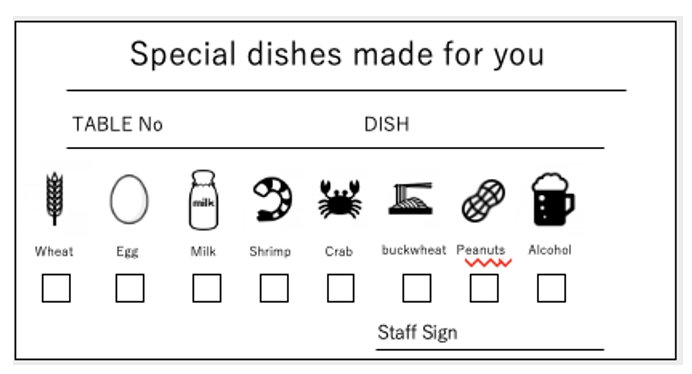 Special dishes made for you
TABLE No DISH
milk
Wheat Egg Milk Shrimp Crab buckwheat Peanuts Alcohol
Staff Sign